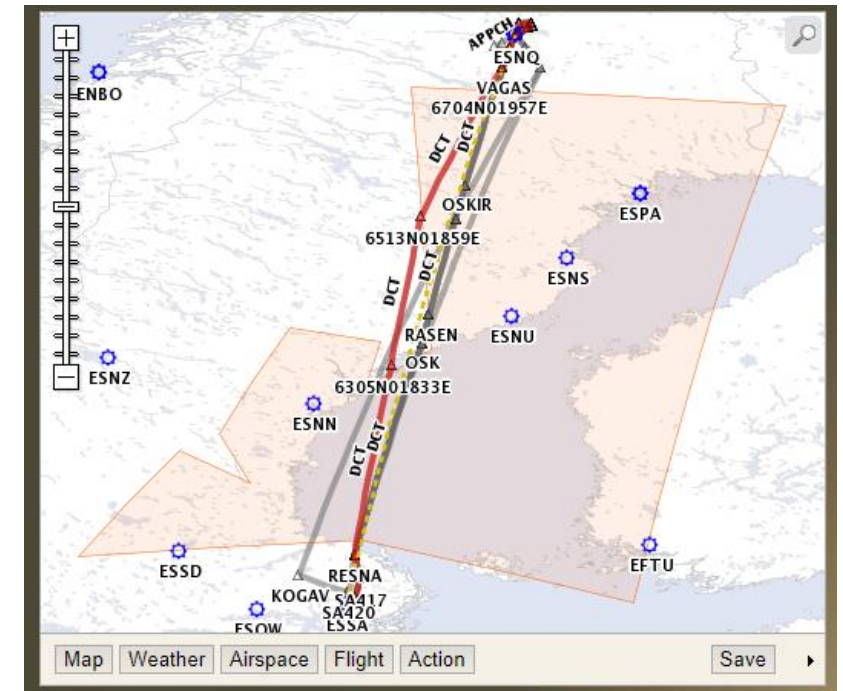 APPCH
ESNQ
ENBO
VAGAS
6704N01957E
DCT
DCT
OSKIR
ESPA
6513N01859E
DCT
ESNS
DCT
RASEN
ESNU
ESNZ
OSK
6305N01833E
ESNN
DCT
DCT
ESSD
EFTU
RESNA
KOGAV
SA417
SA420
ESOW
ESSA
Map
Weather
Airspace
Flight
Action
Save